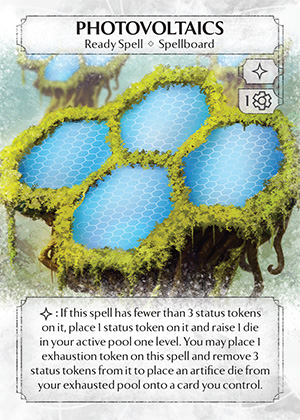 PHOTOVOLTAICS
Ready Spell ⬦ Spellboard
1
: If this spell has fewer than 3 status tokens
on it, place 1 status token on it and raise 1 die
in your active pool one level. You may place 1
exhaustion token on this spell and remove 3
status tokens from it to place an artifice die from
your exhausted pool onto a card you control.